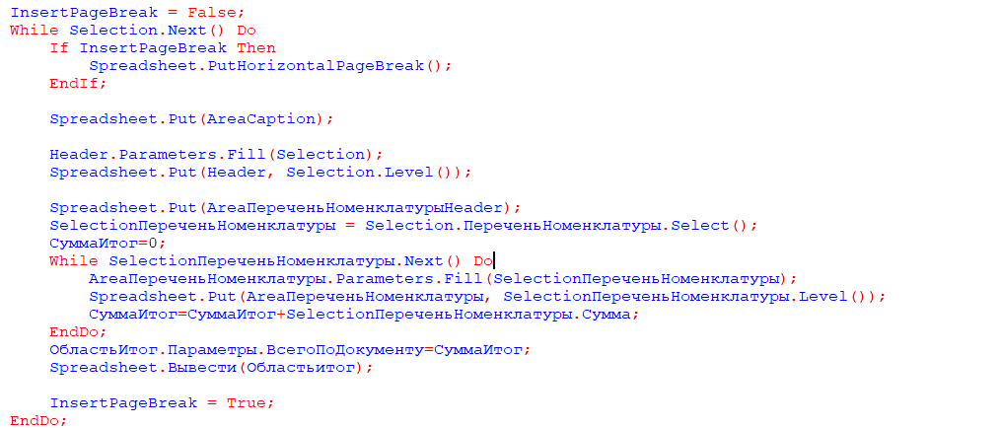 InsertPageBreak = False;
While Selection.Next() Do
If InsertPageBreak Then
Spreadsheet.PutHorizontalPageBreak();
EndIf;
Spreadsheet.Put(AreaCaption);
Header.Parameters.Fill(Selection);
Spreadsheet.Put(Header, Selection.Level());
Spreadsheet.Put(AreaПереченьНоменклатурыHeader);
SelectionПереченьНоменклатуры = Selection.ПереченьНоменклатуры.Select();
СуммаИтог=0;
While SelectionПереченьНоменклатуры.Next() Do
AreaПереченьНоменклатуры.Parameters.Fill(SelectionПереченьНоменклатуры);
Spreadsheet.Put(AreaПереченьНоменклатуры, SelectionПереченьНоменклатуры.Level());
СуммаИтог=СуммаИтог+SelectionПереченьНоменклатуры.Сумма;
EndDo;
ОбластьИтог.Параметры.ВсегоПоДокументу=СуммаИтог;
Spreadsheet.Вывести(Областьитог);
InsertPageBreak = True;
EndDo;